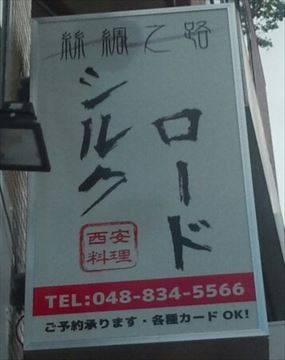 絲綢之路
シルク
ロード
西安
料理
TEL:048-834-5566
ご予約承ります・各種カードOK!